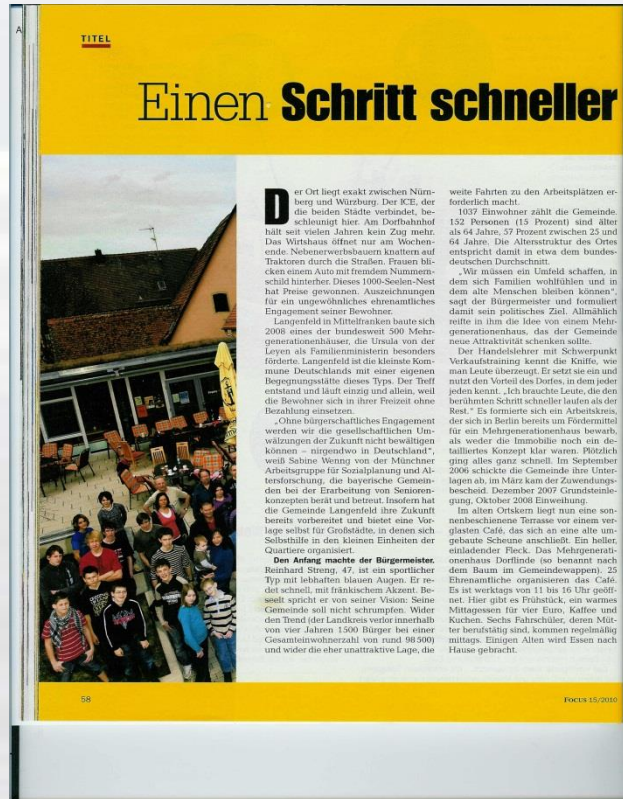 A
TITEL
Einen Schritt schneller
Der Ort liegt exakt zwischen Nürn-
berg und Würzburg. Der ICE, der
die beiden Städte verbindet, be-
schleunigt hier. Am Dorfbahnhof
hält seit vielen Jahren kein Zug mehr.
Das Wirtshaus öffnet nur am Wochen-
ende. Nebenerwerbsbauern knattern auf
Traktoren durch die Straßen. Frauen bli-
cken einem Auto mit fremdem Nummern-
schild hinterher. Dieses 1000-Seelen-Nest
hat Preise gewonnen. Auszeichnungen
für ein ungewöhnliches ehrenamtliches
Engagement seiner Bewohner.
Langenfeld in Mittelfranken baute sich
2008 eines der bundesweit 500 Mehr-
generationenhäuser, die Ursula von der
Leyen als Familienministerin besonders
förderte. Langenfeld ist die kleinste Kom-
mune Deutschlands mit einer eigenen
Begegnungsstätte dieses Typs. Der Treff
entstand und läuft einzig und allein, weil
die Bewohner sich in ihrer Freizeit ohne
Bezahlung einsetzen.
„Ohne bürgerschaftliches Engagement
werden wir die gesellschaftlichen Um-
wälzungen der Zukunft nicht bewältigen
können – nirgendwo in Deutschland“,
weiß Sabine Wenng von der Münchner
Arbeitsgruppe für Sozialplanung und Al-
tersforschung, die bayerische Gemein-
den bei der Erarbeitung von Senioren-
konzepten berät und betreut. Insofern hat
die Gemeinde Langenfeld ihre Zukunft
bereits vorbereitet und bietet eine Vor-
lage selbst für Großstädte, in denen sich
Selbsthilfe in den kleinen Einheiten der
Quartiere organisiert.
Den Anfang machte der Bürgermeister.
Reinhard Streng, 47, ist ein sportlicher
Typ mit lebhaften blauen Augen. Er re-
det schnell, mit fränkischem Akzent. Be-
seelt spricht er von seiner Vision: Seine
Gemeinde soll nicht schrumpfen. Wider
den Trend (der Landkreis verlor innerhalb
von vier Jahren 1500 Bürger bei einer
Gesamteinwohnerzahl von rund 98 500)
und wider die eher unattraktive Lage, die
weite Fahrten zu den Arbeitsplätzen er-
forderlich macht.
1037 Einwohner zählt die Gemeinde.
152 Personen (15 Prozent) sind älter
als 64 Jahre, 57 Prozent zwischen 25 und
64 Jahre. Die Altersstruktur des Ortes
entspricht damit in etwa dem bundes-
deutschen Durchschnitt.
„Wir müssen ein Umfeld schaffen, in
dem sich Familien wohlfühlen und in
dem alte Menschen bleiben können“,
sagt der Bürgermeister und formuliert
damit sein politisches Ziel. Allmählich
reifte in ihm die Idee von einem Mehr-
generationenhaus, das der Gemeinde
neue Attraktivität schenken sollte.
Der Handelslehrer mit Schwerpunkt
Verkaufstraining kennt die Kniffe, wie
man Leute überzeugt. Er setzt sie ein und
nutzt den Vorteil des Dorfes, in dem jeder
jeden kennt. „Ich brauchte Leute, die den
berühmten Schritt schneller laufen als der
Rest.“ Es formierte sich ein Arbeitskreis,
der sich in Berlin bereits um Fördermittel
für ein Mehrgenerationenhaus bewarb,
als weder die Immobilie noch ein de-
tailliertes Konzept klar waren. Plötzlich
ging alles ganz schnell. Im September
2006 schickte die Gemeinde ihre Unter-
lagen ab, im März kam der Zuwendungs-
bescheid. Dezember 2007 Grundsteinle-
gung, Oktober 2008 Einweihung.
Im alten Ortskern liegt nun eine son-
nenbeschienene Terrasse vor einem ver-
glasten Café, das sich an eine alte um-
gebaute Scheune anschließt. Ein heller,
einladender Fleck. Das Mehrgenerati-
onenhaus Dorflinde (so benannt nach
dem Baum im Gemeindewappen). 25
Ehrenamtliche organisieren das Café.
Es ist werktags von 11 bis 16 Uhr geöff-
net. Hier gibt es Frühstück, ein warmes
Mittagessen für vier Euro, Kaffee und
Kuchen. Sechs Fahrschüler, deren Müt-
ter berufstätig sind, kommen regelmäßig
mittags. Einigen Alten wird Essen nach
Hause gebracht.
58
FOCUS 15/2010